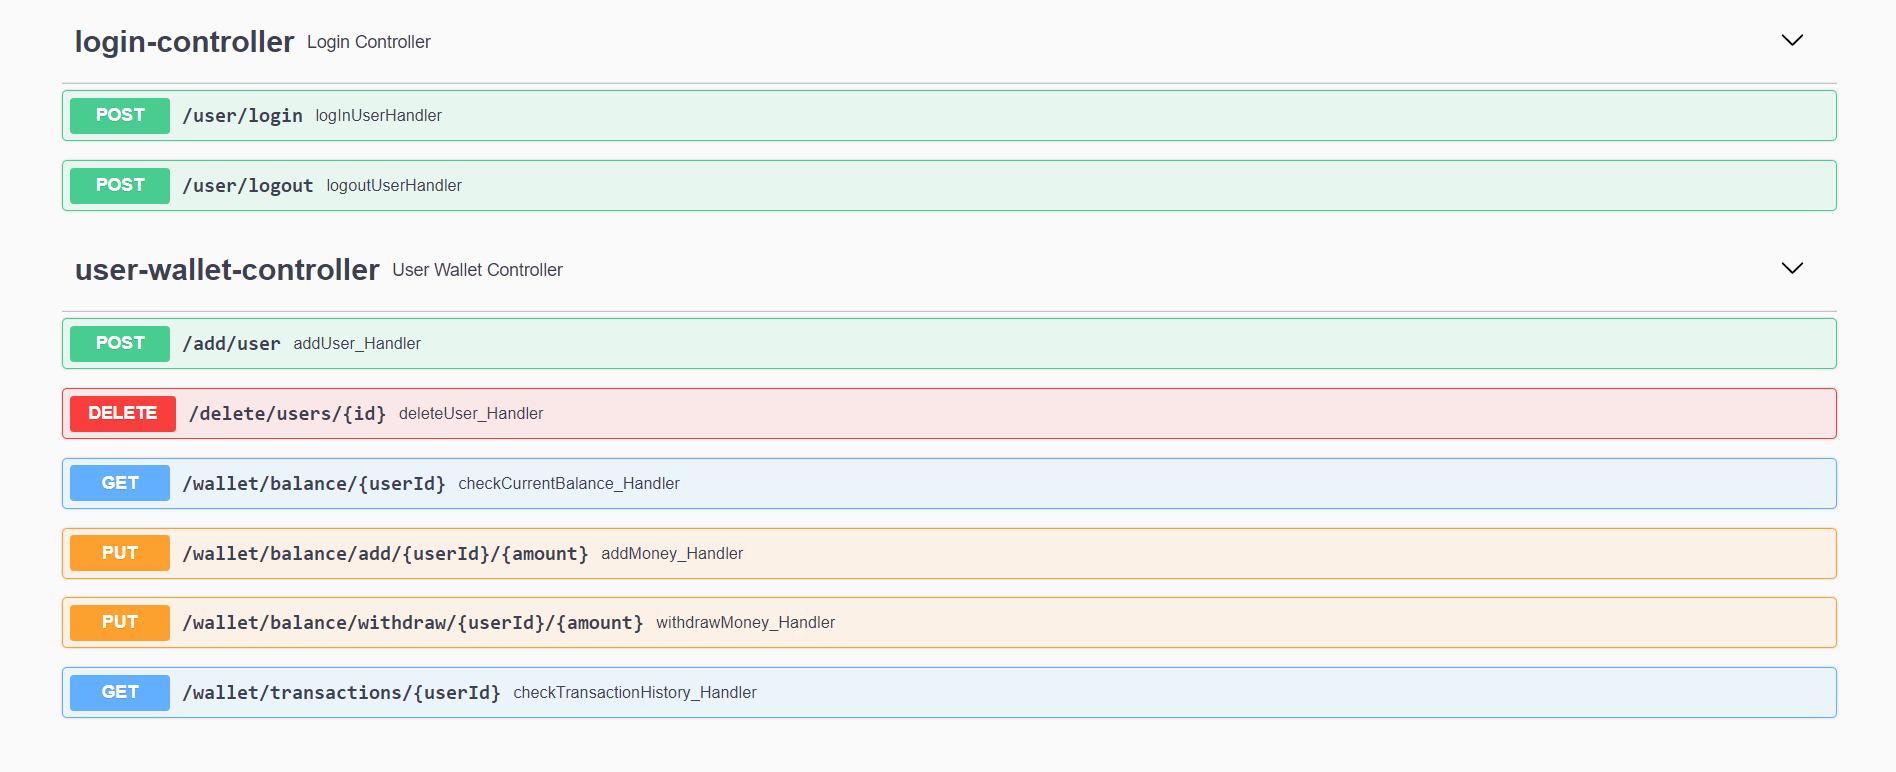 login-controller Login Controller
POST /user/login logInUserHandler
POST /user/logout logoutUserHandler
user-wallet-controller User Wallet Controller
POST /add/user addUser_Handler
DELETE /delete/users/{id} deleteUser_Handler
GET /wallet/balance/{userId} checkCurrentBalance_Handler
PUT /wallet/balance/add/{userId}/{amount} addMoney_Handler
PUT /wallet/balance/withdraw/{userId}/{amount} withdrawMoney_Handler
GET /wallet/transactions/{userId} checkTransactionHistory_Handler